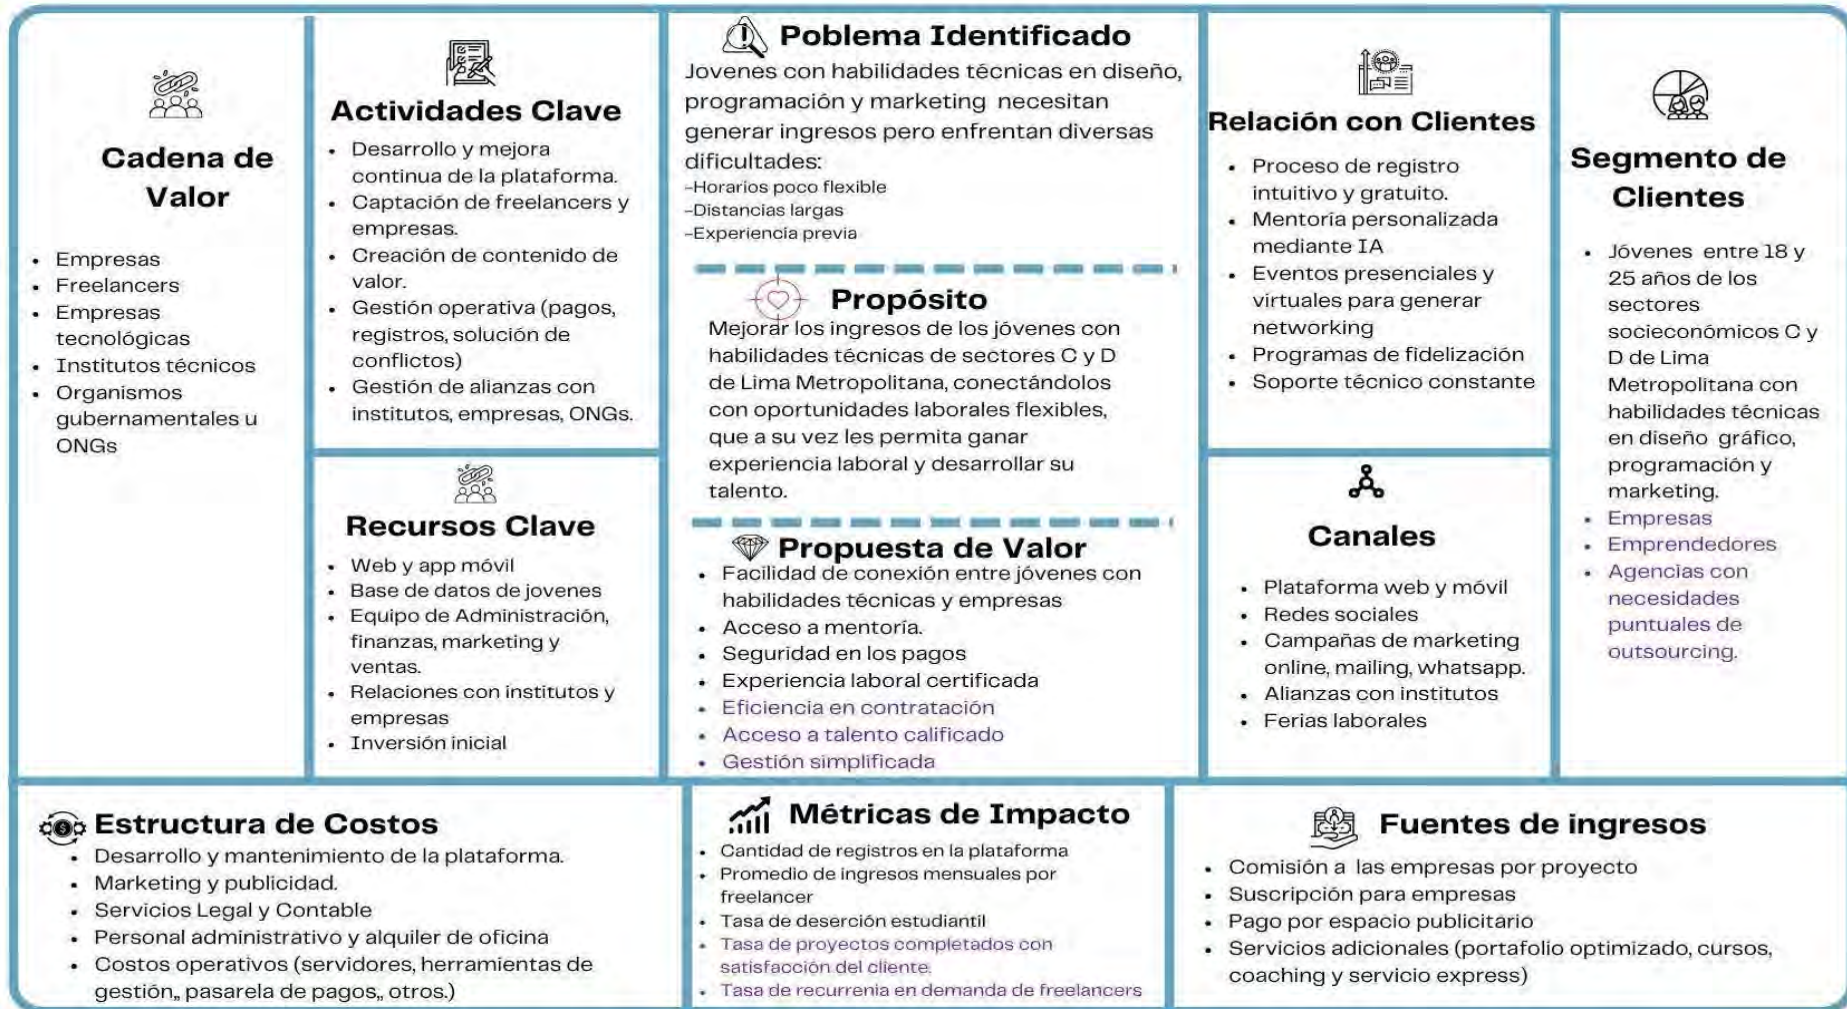 Cadena de
Valor
• Empresas
• Freelancers
• Empresas
tecnológicas
• Institutos técnicos
• Organismos
gubernamentales u
ONGs
Actividades Clave
• Desarrollo y mejora
continua de la plataforma.
• Captación de freelancers y
empresas.
• Creación de contenido de
valor.
• Gestión operativa (pagos,
registros, solución de
conflictos)
• Gestión de alianzas con
institutos, empresas, ONGs.
Recursos Clave
• Web y app móvil
• Base de datos de jovenes
• Equipo de Administración,
finanzas, marketing y
ventas.
• Relaciones con institutos y
empresas
• Inversión inicial
Poblema Identificado
Jovenes con habilidades técnicas en diseño,
programación y marketing necesitan
generar ingresos pero enfrentan diversas
dificultades:
-Horarios poco flexible
-Distancias largas
-Experiencia previa
Propósito
Mejorar los ingresos de los jóvenes con
habilidades técnicas de sectores C y D
de Lima Metropolitana, conectándolos
con oportunidades laborales flexibles,
que a su vez les permita ganar
experiencia laboral y desarrollar su
talento.
Propuesta de Valor
• Facilidad de conexión entre jóvenes con
habilidades técnicas y empresas
• Acceso a mentoría.
• Seguridad en los pagos
• Experiencia laboral certificada
• Eficiencia en contratación
• Acceso a talento calificado
• Gestión simplificada
Relación con Clientes
• Proceso de registro
intuitivo y gratuito.
• Mentoría personalizada
mediante IA
• Eventos presenciales y
virtuales para generar
networking
• Programas de fidelización
• Soporte técnico constante
Canales
• Plataforma web y móvil
• Redes sociales
• Campañas de marketing
online, mailing, whatsapp.
• Alianzas con institutos
• Ferias laborales
Segmento de
Clientes
• Jóvenes entre 18 y
25 años de los
sectores
socieconómicos C y
D de Lima
Metropolitana con
habilidades técnicas
en diseño gráfico,
programación y
marketing.
• Empresas
• Emprendedores
• Agencias con
necesidades
puntuales de
outsourcing.
Estructura de Costos
• Desarrollo y mantenimiento de la plataforma.
• Marketing y publicidad.
• Servicios Legal y Contable
• Personal administrativo y alquiler de oficina
• Costos operativos (servidores, herramientas de
gestión,, pasarela de pagos,, otros.)
Métricas de Impacto
• Cantidad de registros en la plataforma
• Promedio de ingresos mensuales por
freelancer
• Tasa de deserción estudiantil
• Tasa de proyectos completados con
satisfacción del cliente.
• Tasa de recurrenia en demanda de freelancers
Fuentes de ingresos
• Comisión a las empresas por proyecto
• Suscripción para empresas
• Pago por espacio publicitario
• Servicios adicionales (portafolio optimizado, cursos,
coaching y servicio express)